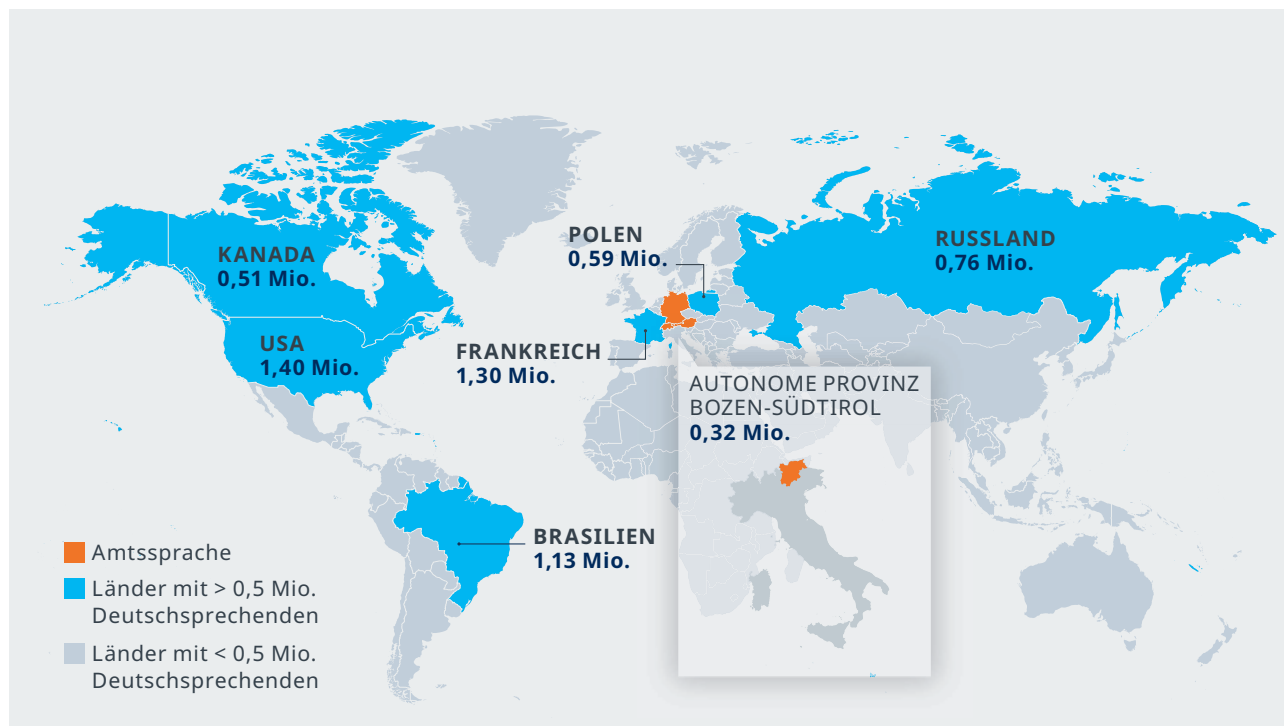 KANADA
0,51 Mio.
USA
1,40 Mio.
POLEN
0,59 Mio.
RUSSLAND
0,76 Mio.
FRANKREICH
1,30 Mio.
AUTONOME PROVINZ
BOZEN-SÜDTIROL
0,32 Mio.
BRASILIEN
1,13 Mio.
Amtssprache
Länder mit > 0,5 Mio.
Deutschsprechenden
Länder mit < 0,5 Mio.
Deutschsprechenden